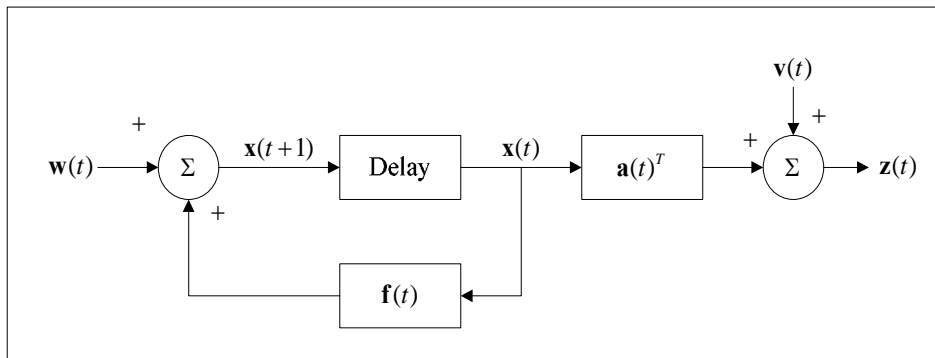 v(t)
+ +
+
w(t) Σ x(t+1) Delay x(t) a(t)^T Σ z(t)
+
f(t)